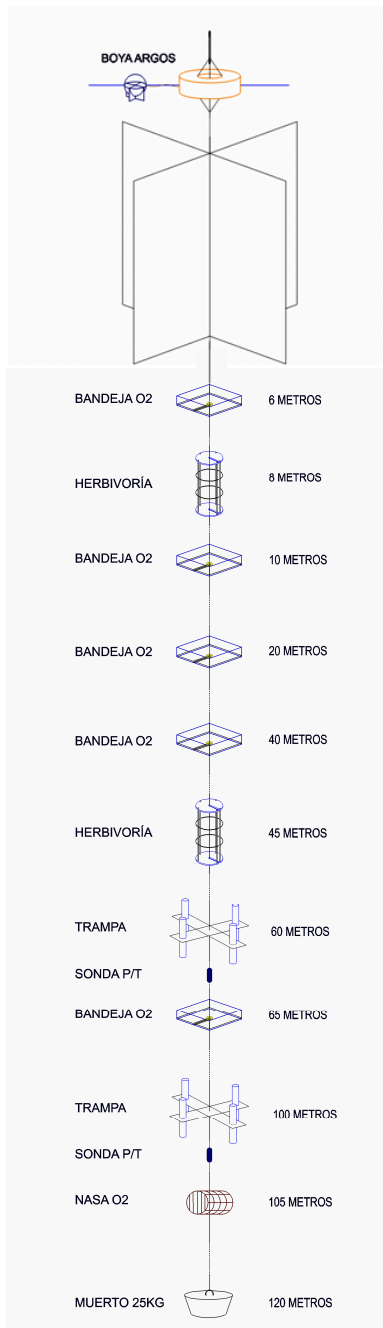 BOYA ARGOS
BANDEJA O2 6 METROS
HERBIVORÍA 8 METROS
BANDEJA O2 10 METROS
BANDEJA O2 20 METROS
BANDEJA O2 40 METROS
HERBIVORÍA 45 METROS
TRAMPA 60 METROS
SONDA P/T
BANDEJA O2 65 METROS
TRAMPA 100 METROS
SONDA P/T
NASA O2 105 METROS
MUERTO 25KG 120 METROS